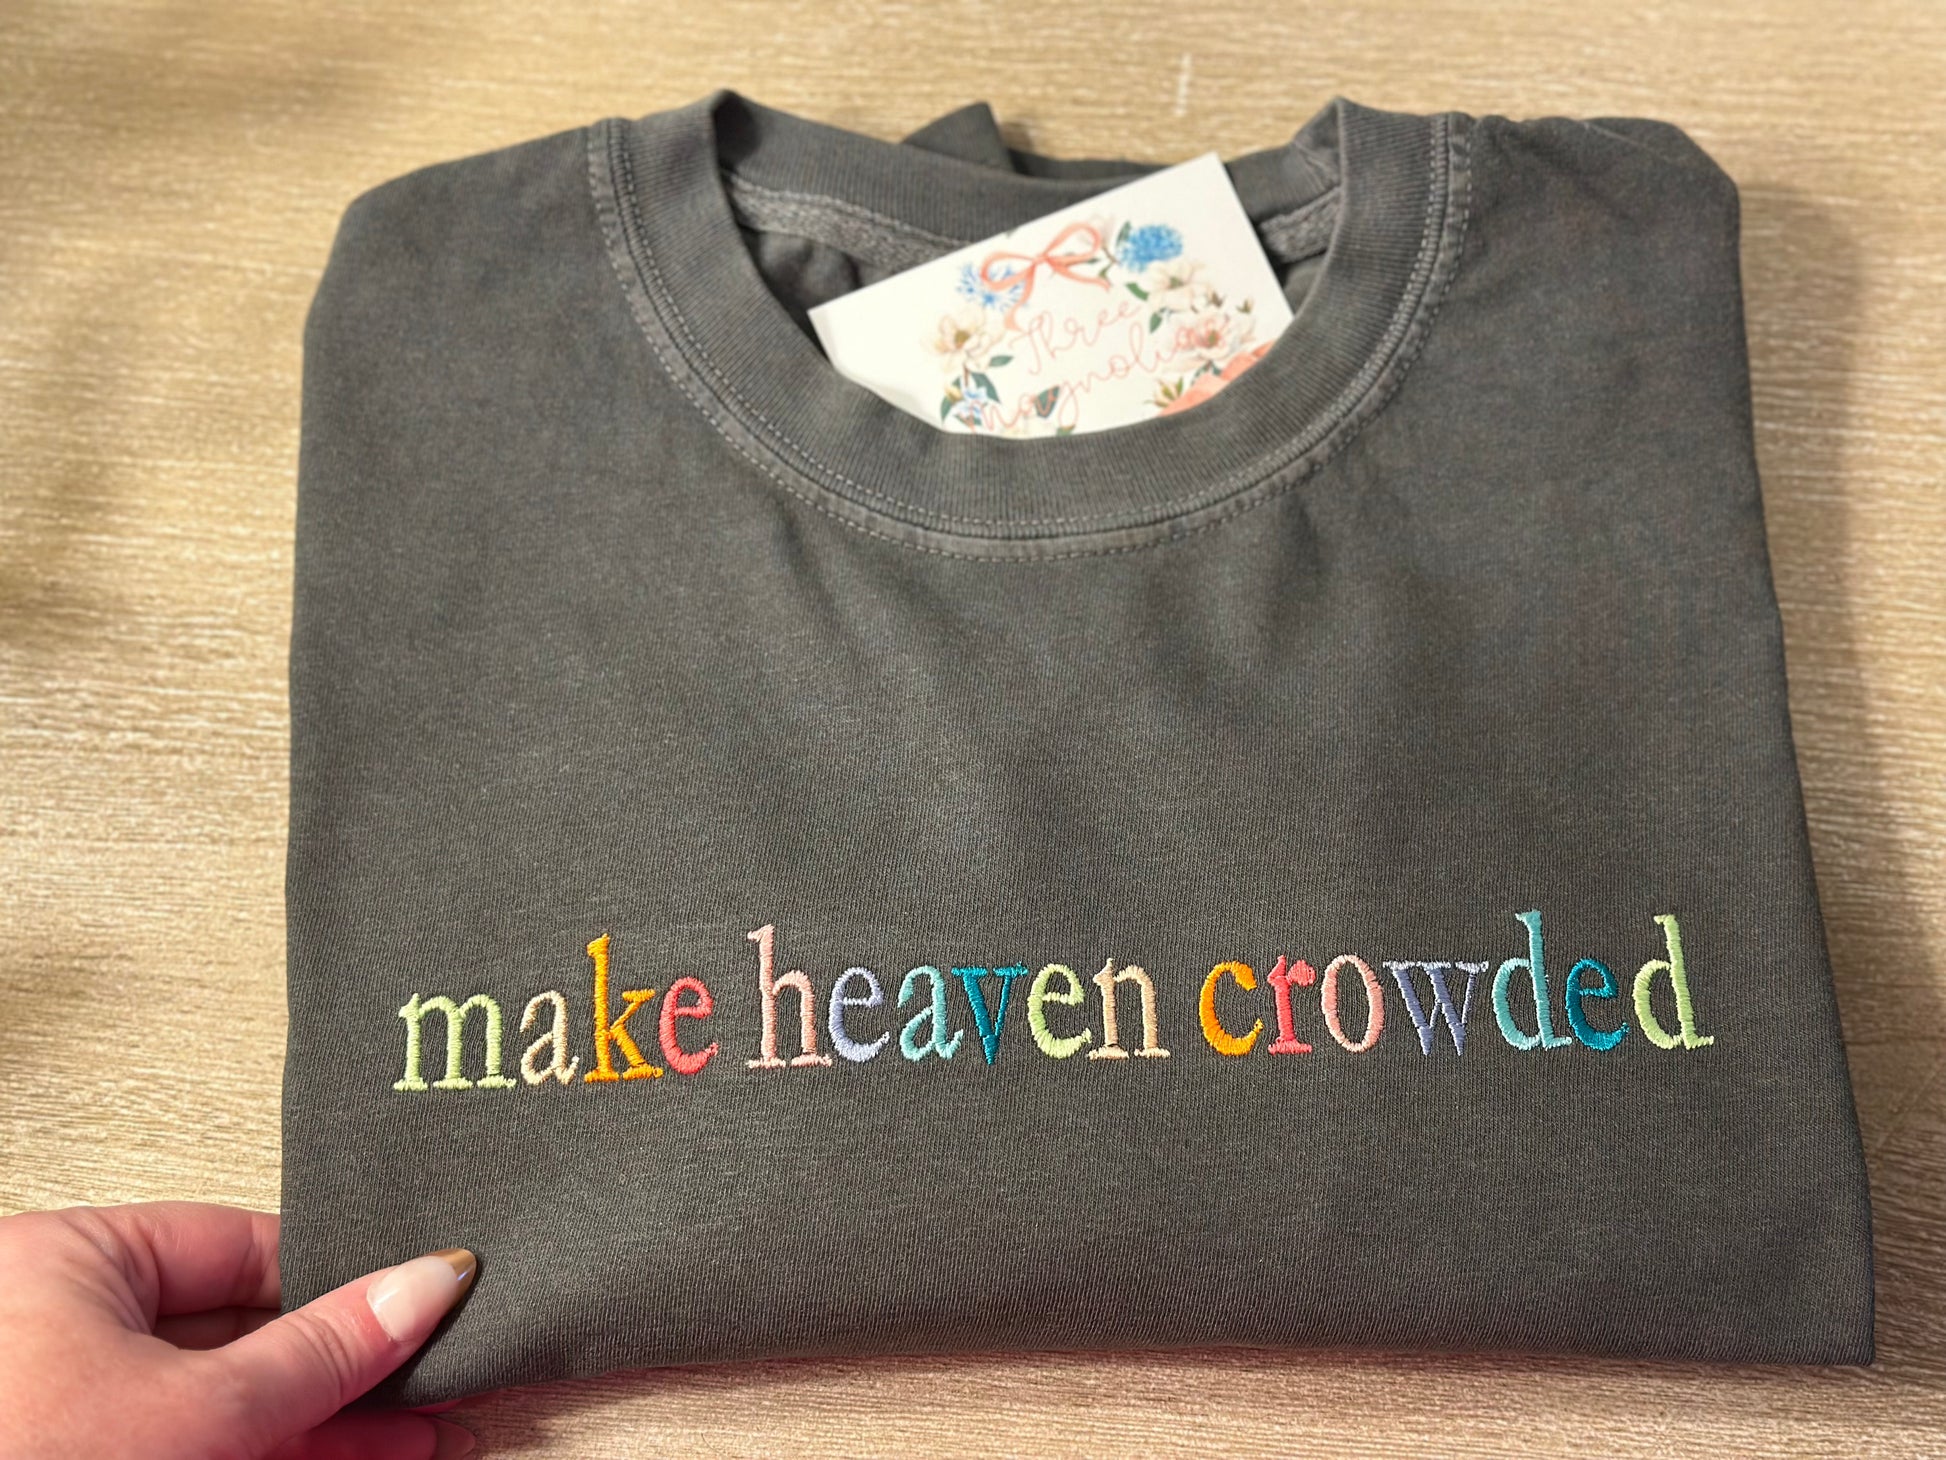 Three
magnolias
make heaven crowded